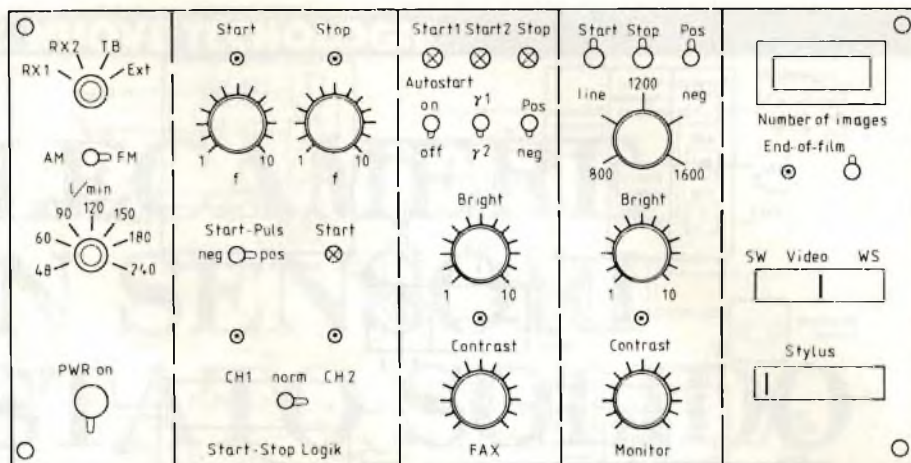 RX1 RX2 TB Ext
AM FM
l/min
48 60 90 120 150 180 240
PWR on
Start Stop
1 10 1 10
f f
Start-Puls Start
neg pos
CH1 norm CH2
Start-Stop Logik
Start1 Start2 Stop
Autostart
on γ1 Pos
off γ2 neg
Bright
1 10
Contrast
FAX
Start Stop Pos
line 1200 neg
800 1600
Bright
1 10
Contrast
Monitor
Number of images
End-of-film
SW Video WS
Stylus